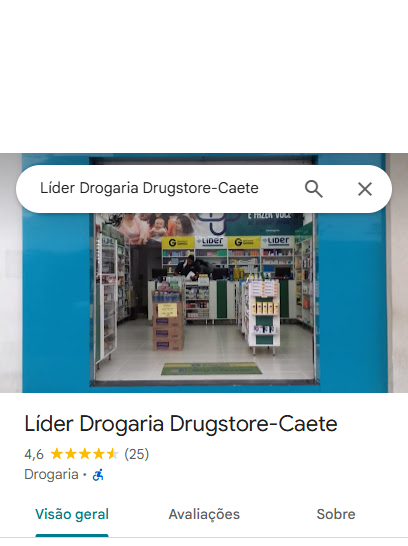 Líder Drogaria Drugstore-Caete
É FAZER VOCÊ
G
LÍDER
G
LÍDER
Líder Drogaria Drugstore-Caete
4,6 (25)
Drogaria ·
Visão geral
Avaliações
Sobre